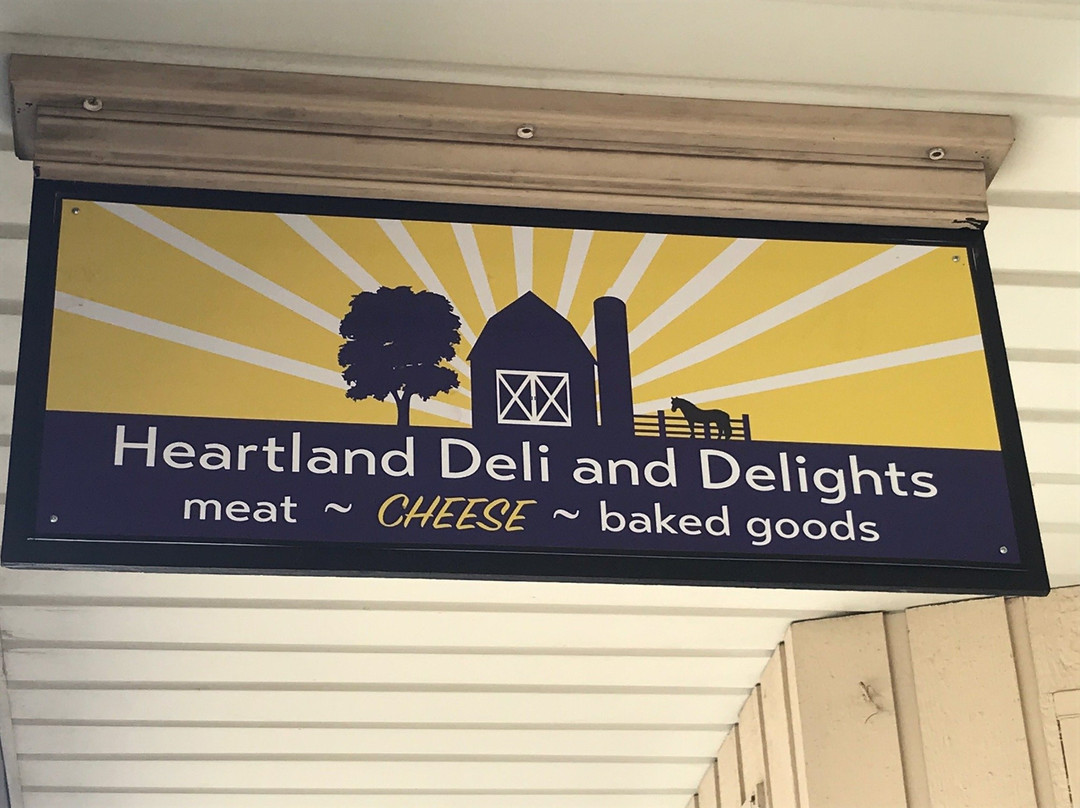 Heartland Deli and Delights
meat ~ CHEESE ~ baked goods